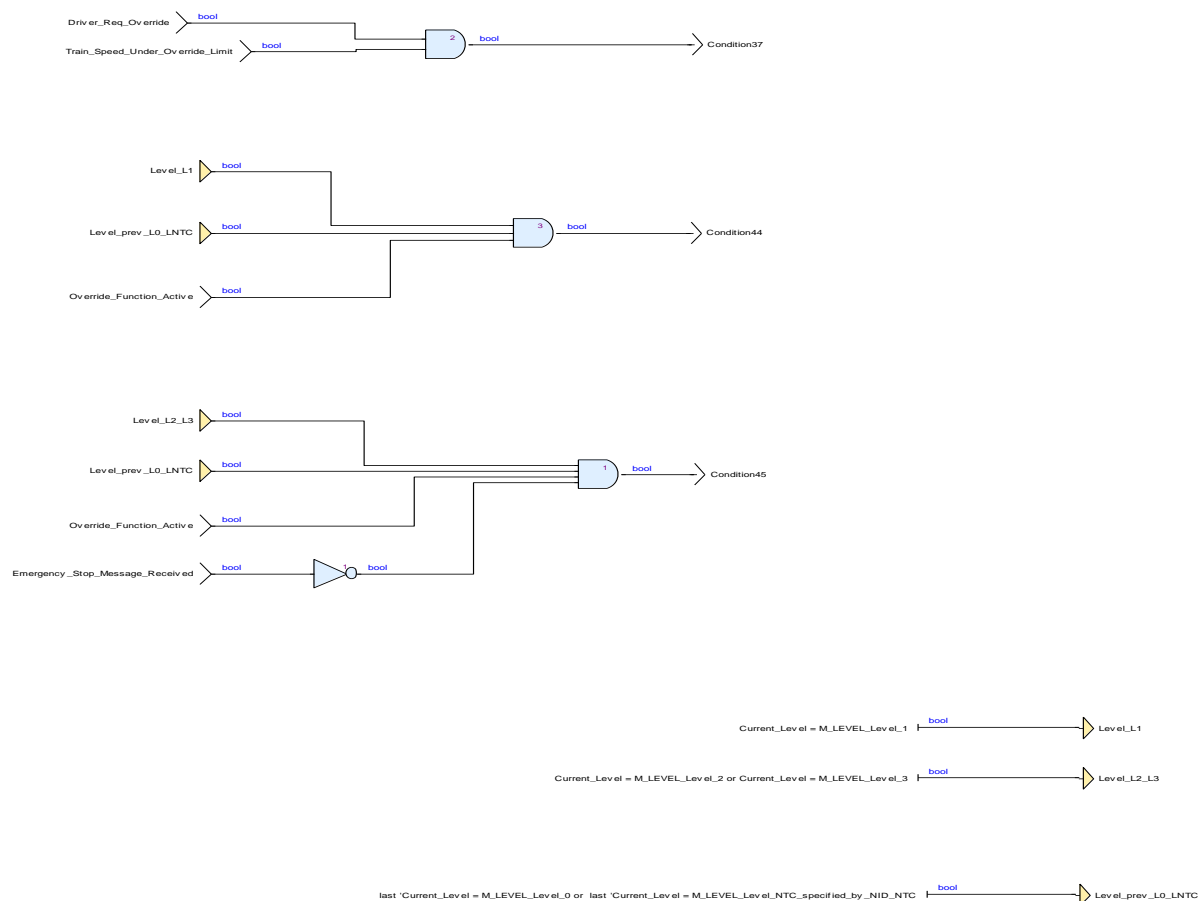 Driver_Req_Override
bool
Train_Speed_Under_Override_Limit
bool
2
bool
Condition37
Level_L1
bool
Level_prev_L0_LNTC
bool
3
bool
Condition44
Override_Function_Active
bool
Level_L2_L3
bool
Level_prev_L0_LNTC
bool
1
bool
Condition45
Override_Function_Active
bool
Emergency_Stop_Message_Received
bool
1
bool
Current_Level = M_LEVEL_Level_1
bool
Level_L1
Current_Level = M_LEVEL_Level_2 or Current_Level = M_LEVEL_Level_3
bool
Level_L2_L3
last 'Current_Level = M_LEVEL_Level_0 or last 'Current_Level = M_LEVEL_Level_NTC_specified_by_NID_NTC
bool
Level_prev_L0_LNTC